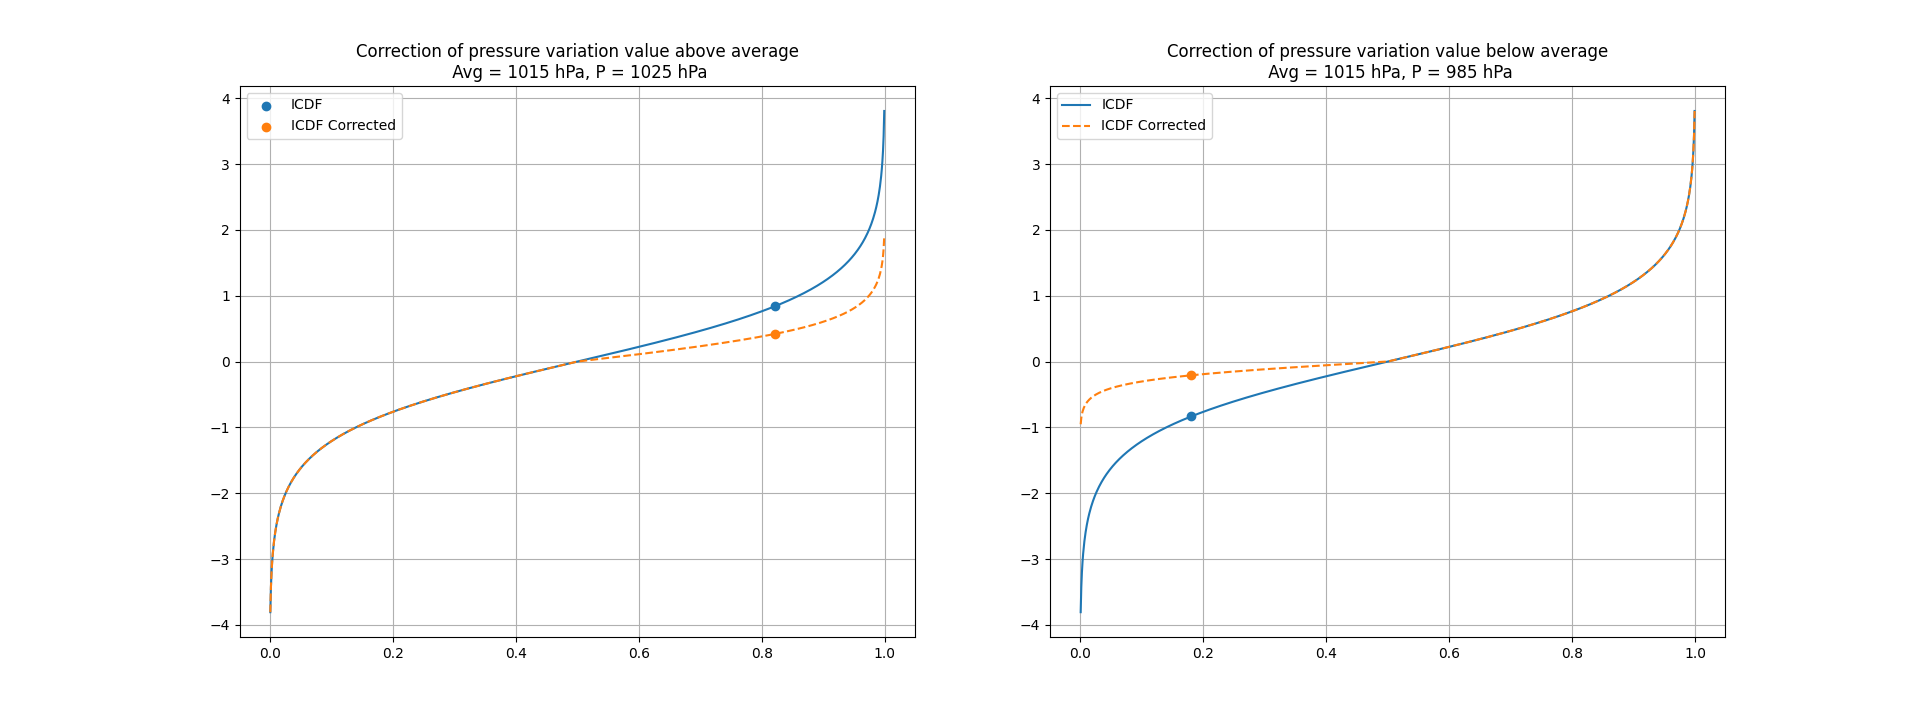 Correction of pressure variation value above average
Avg = 1015 hPa, P = 1025 hPa
ICDF
ICDF Corrected
4
3
2
1
0
−1
−2
−3
−4
0.0 0.2 0.4 0.6 0.8 1.0
Correction of pressure variation value below average
Avg = 1015 hPa, P = 985 hPa
ICDF
ICDF Corrected
4
3
2
1
0
−1
−2
−3
−4
0.0 0.2 0.4 0.6 0.8 1.0